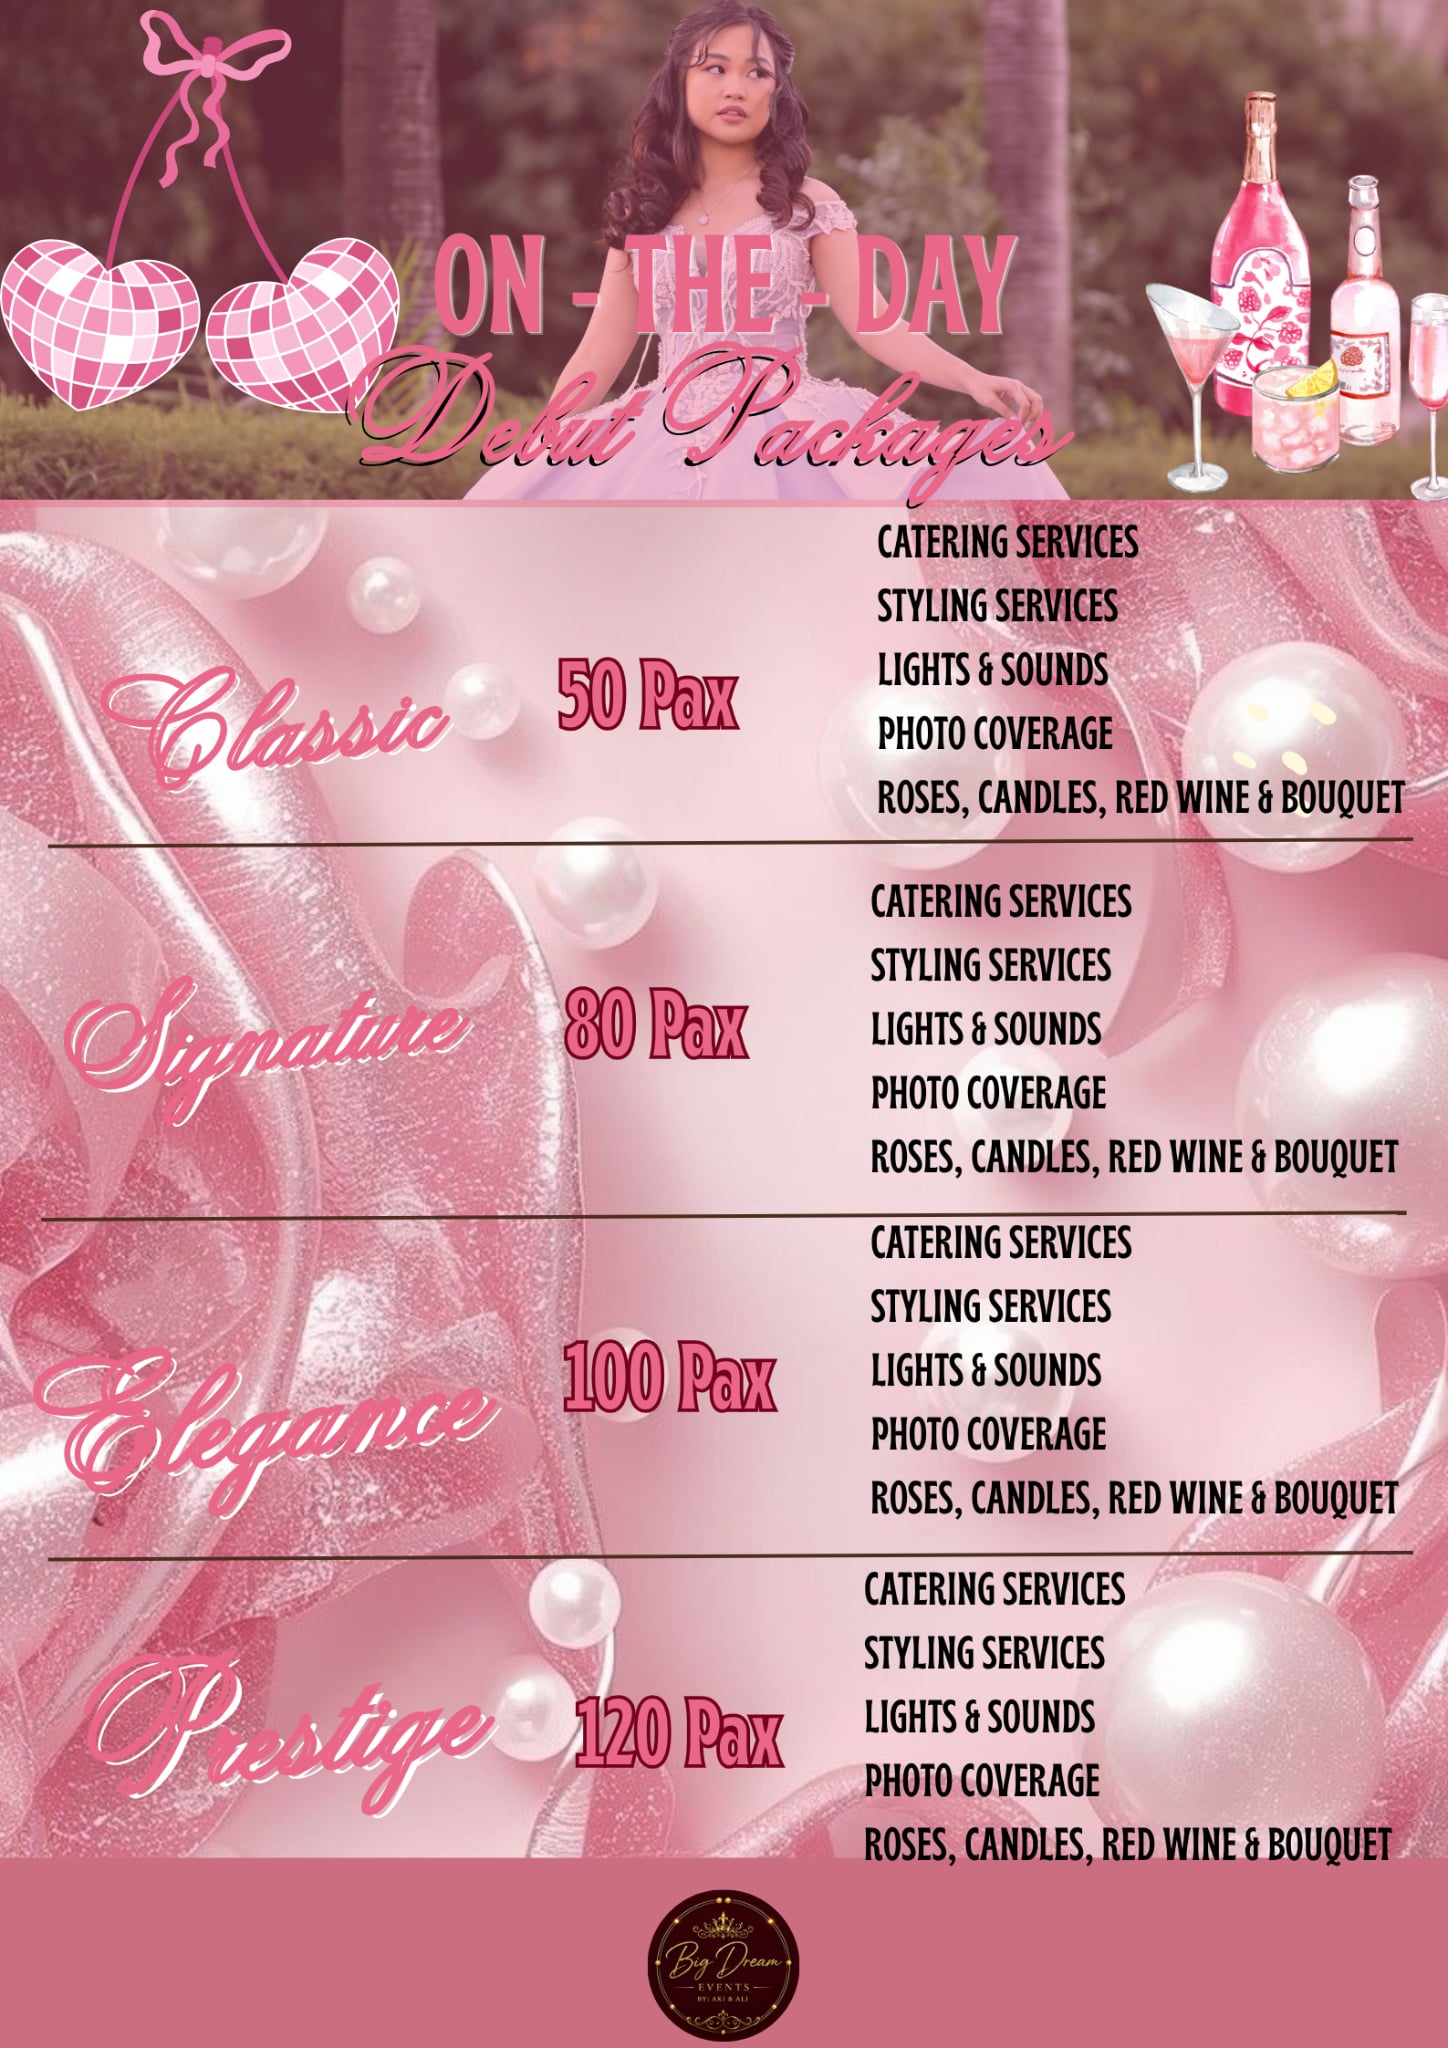 ON - THE - DAY
Debut Packages
Classic
50 Pax
CATERING SERVICES
STYLING SERVICES
LIGHTS & SOUNDS
PHOTO COVERAGE
ROSES, CANDLES, RED WINE & BOUQUET
Signature
80 Pax
CATERING SERVICES
STYLING SERVICES
LIGHTS & SOUNDS
PHOTO COVERAGE
ROSES, CANDLES, RED WINE & BOUQUET
Elegance
100 Pax
CATERING SERVICES
STYLING SERVICES
LIGHTS & SOUNDS
PHOTO COVERAGE
ROSES, CANDLES, RED WINE & BOUQUET
Prestige
120 Pax
CATERING SERVICES
STYLING SERVICES
LIGHTS & SOUNDS
PHOTO COVERAGE
ROSES, CANDLES, RED WINE & BOUQUET
Big Dream
EVENTS
BY: AKI & ALI